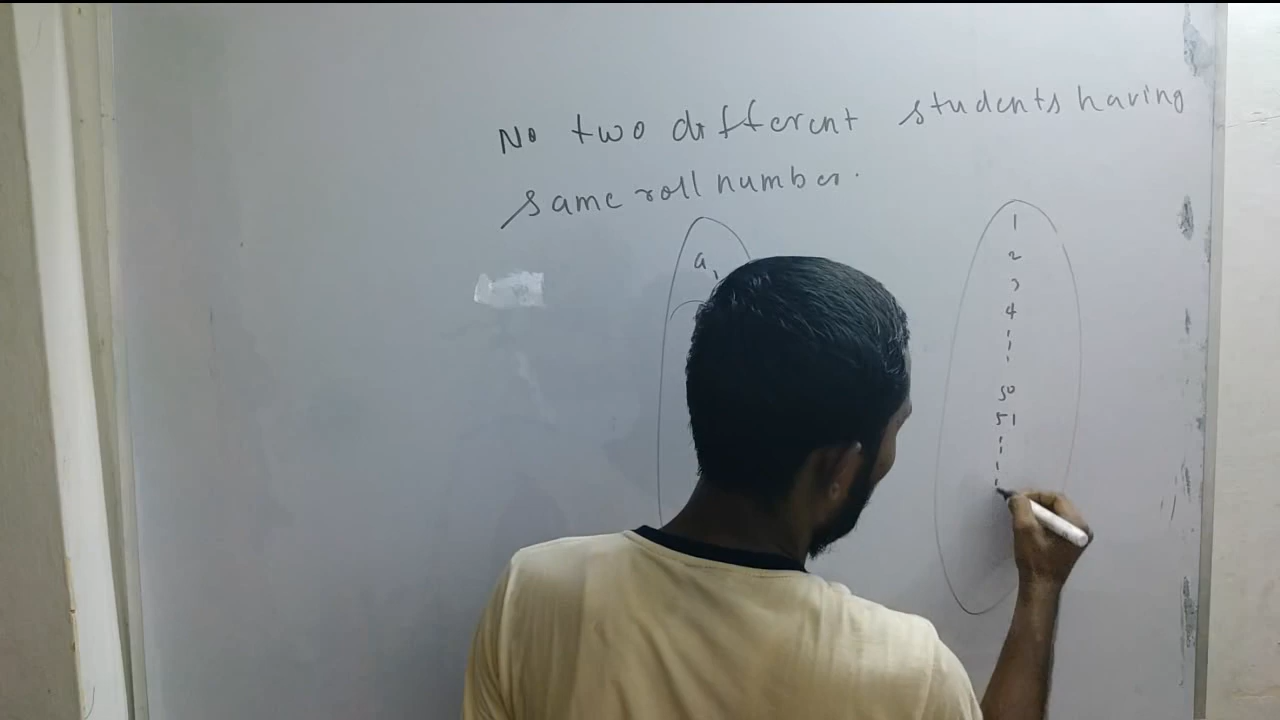 No two different students having
same roll number.
a,
1
2
3
4
50
51